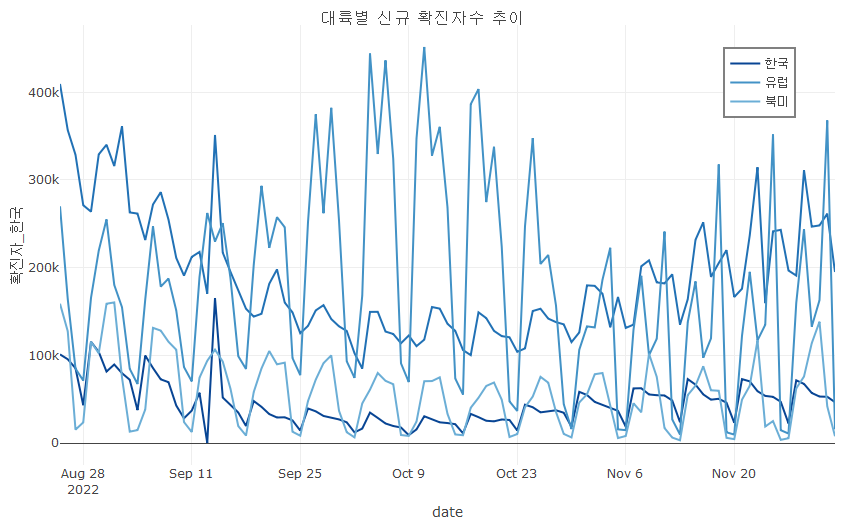 대륙별 신규 확진자수 추이
한국
유럽
북미
400k
300k
200k
100k
0
확진자_한국
Aug 28
2022
Sep 11
Sep 25
Oct 9
Oct 23
Nov 6
Nov 20
date